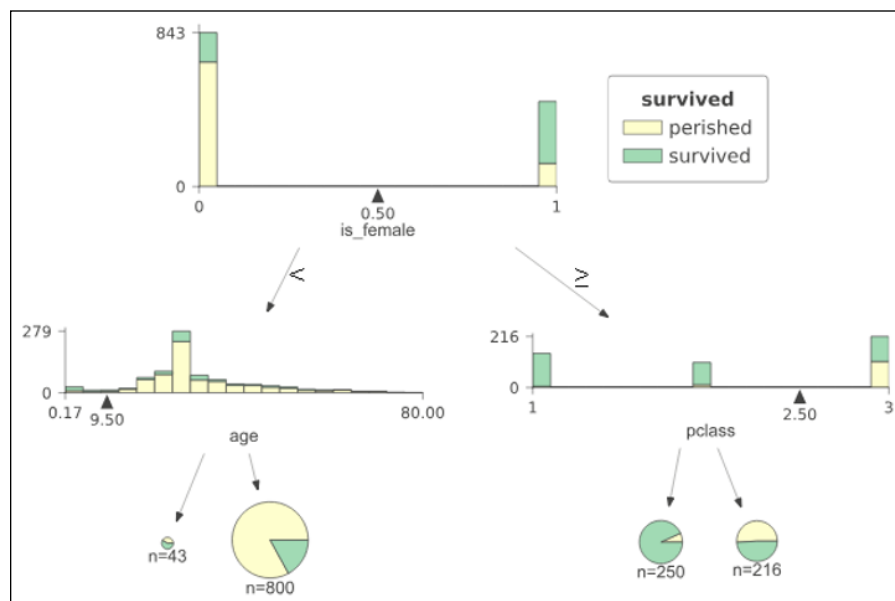 843
0
0
0.50
1
is_female
survived
perished
survived
<
≥
279
0
0.17
9.50
80.00
age
216
0
1
2.50
3
pclass
n=43
n=800
n=250
n=216